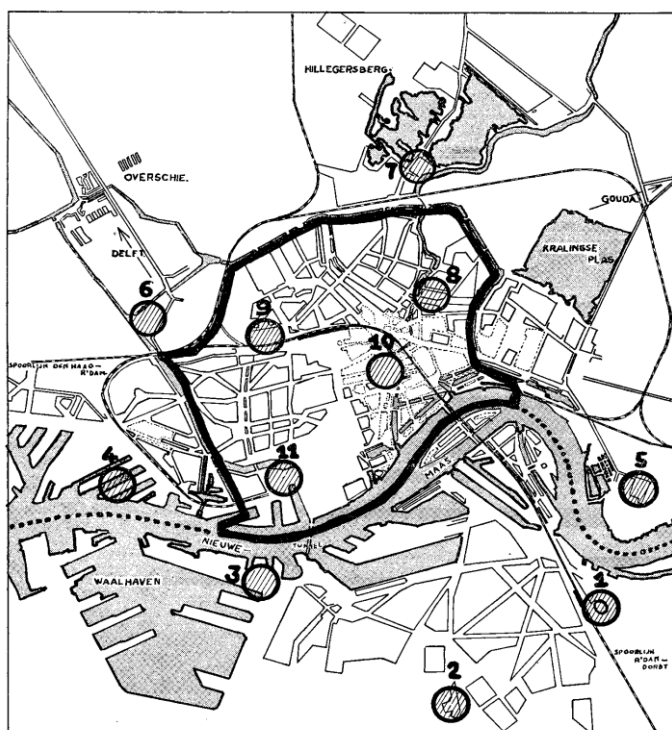 HILLEGERSBERG.
7
OVERSCHIE.
GOUDA.
DELFT
KRALINGSE
PLAS
6
8
9
10
SPOORLIJN DEN HAAG—
R'DAM.
4
11
MAAS
5
NIEUWE—
TUNNEL
3
WAALHAVEN
1
SPOORLIJN
R'DAM—
DORDT
2